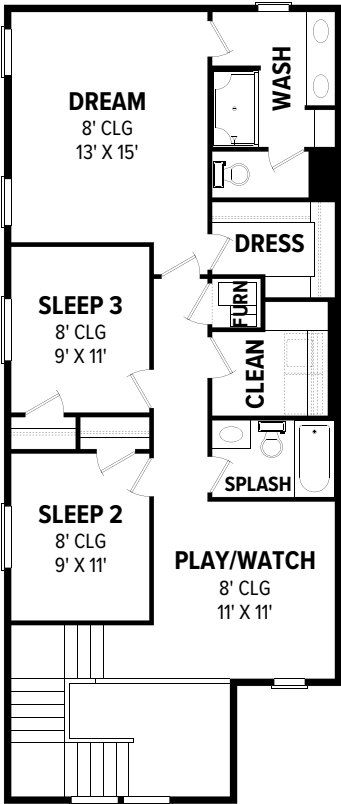 WASH
DREAM
8' CLG
13' X 15'
DRESS
SLEEP 3
8' CLG
9' X 11'
FURN
CLEAN
SPLASH
SLEEP 2
8' CLG
9' X 11'
PLAY/WATCH
8' CLG
11' X 11'